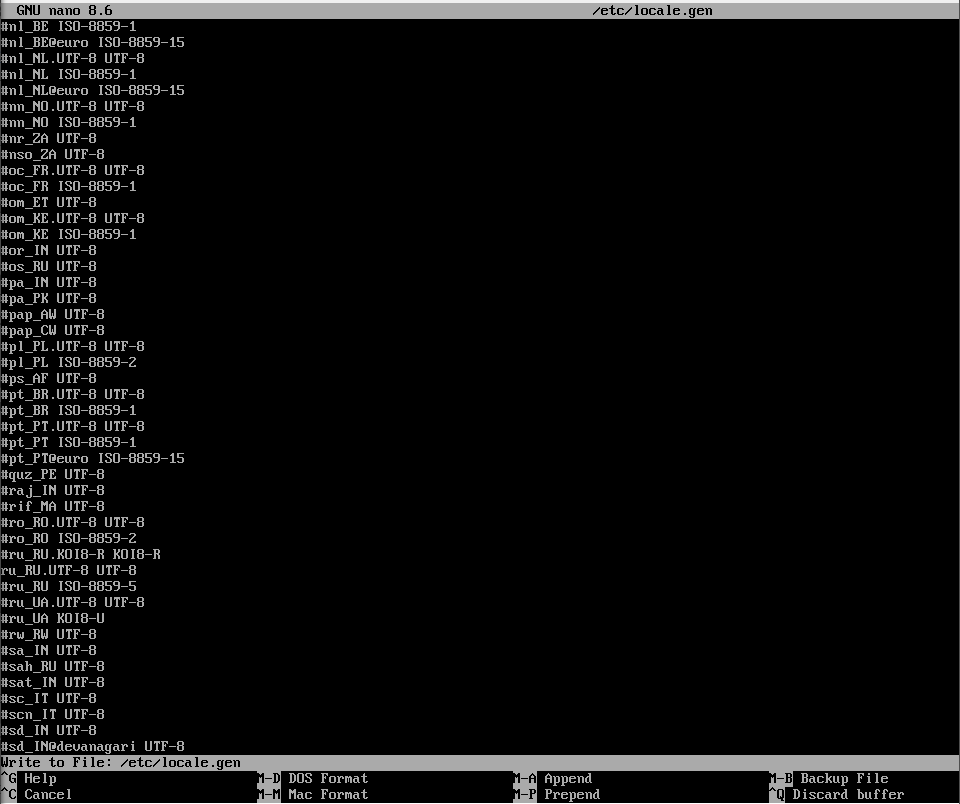 GNU nano 8.6 /etc/locale.gen
#nl_BE ISO-8859-1
#nl_BE@euro ISO-8859-15
#nl_NL.UTF-8 UTF-8
#nl_NL ISO-8859-1
#nl_NL@euro ISO-8859-15
#nn_NO.UTF-8 UTF-8
#nn_NO ISO-8859-1
#nr_ZA UTF-8
#nso_ZA UTF-8
#oc_FR.UTF-8 UTF-8
#oc_FR ISO-8859-1
#om_ET UTF-8
#om_KE.UTF-8 UTF-8
#om_KE ISO-8859-1
#or_IN UTF-8
#os_RU UTF-8
#pa_IN UTF-8
#pa_PK UTF-8
#pap_AW UTF-8
#pap_CW UTF-8
#pl_PL.UTF-8 UTF-8
#pl_PL ISO-8859-2
#ps_AF UTF-8
#pt_BR.UTF-8 UTF-8
#pt_BR ISO-8859-1
#pt_PT.UTF-8 UTF-8
#pt_PT ISO-8859-1
#pt_PT@euro ISO-8859-15
#quz_PE UTF-8
#raj_IN UTF-8
#rif_MA UTF-8
#ro_RO.UTF-8 UTF-8
#ro_RO ISO-8859-2
#ru_RU.KOI8-R KOI8-R
ru_RU.UTF-8 UTF-8
#ru_RU ISO-8859-5
#ru_UA.UTF-8 UTF-8
#ru_UA KOI8-U
#rw_RW UTF-8
#sa_IN UTF-8
#sah_RU UTF-8
#sat_IN UTF-8
#sc_IT UTF-8
#scn_IT UTF-8
#sd_IN UTF-8
#sd_IN@devanagari UTF-8
Write to File: /etc/locale.gen
^G Help M-D DOS Format M-A Append M-B Backup File
^C Cancel M-M Mac Format M-P Prepend ^Q Discard buffer